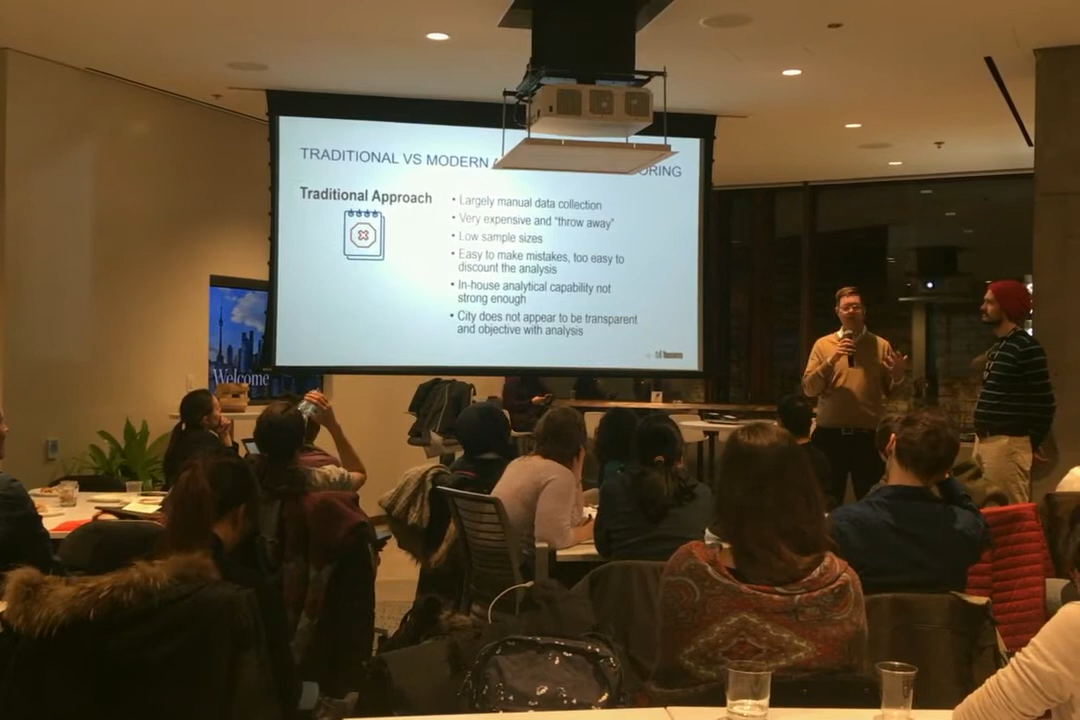 TRADITIONAL VS MODERN
ORING
Traditional Approach
• Largely manual data collection
• Very expensive and "throw away"
• Low sample sizes
• Easy to make mistakes, too easy to
discount the analysis
• In-house analytical capability not
strong enough
• City does not appear to be transparent
and objective with analysis
Toronto
Welcome